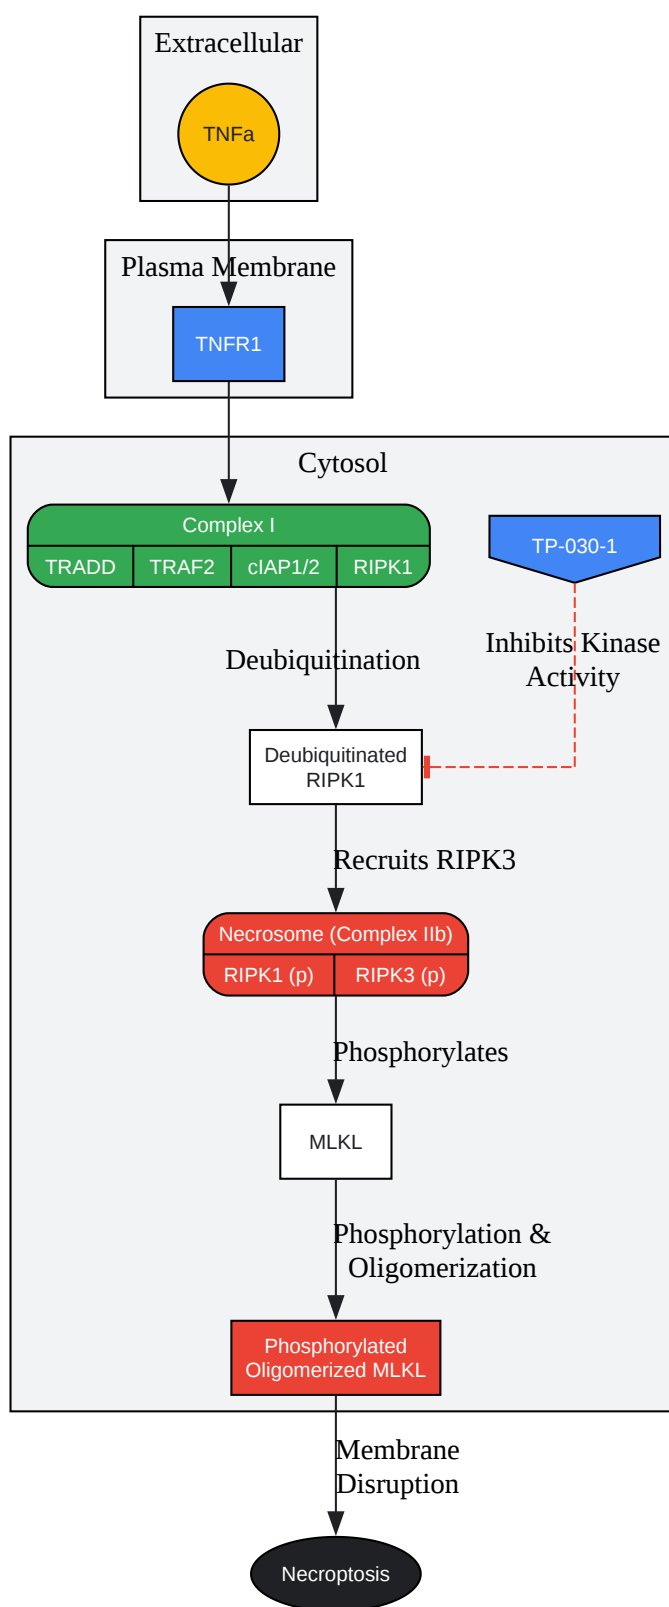 Extracellular
TNFa
Plasma Membrane
TNFR1
Cytosol
Complex I
TRADD
TRAF2
cIAP1/2
RIPK1
TP-030-1
Deubiquitination
Inhibits Kinase
Activity
Deubiquitinated
RIPK1
Recruits RIPK3
Necrosome (Complex IIb)
RIPK1 (p)
RIPK3 (p)
Phosphorylates
MLKL
Phosphorylation &
Oligomerization
Phosphorylated
Oligomerized MLKL
Membrane
Disruption
Necroptosis